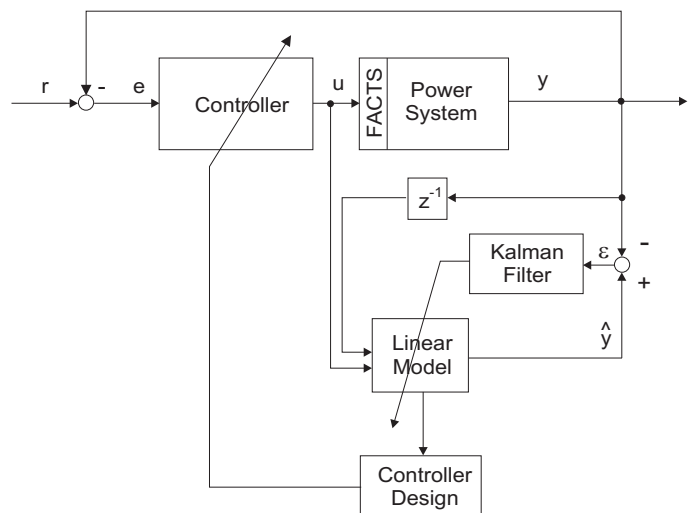 r
-
e
Controller
u
FACTS
Power
System
y
z⁻¹
Kalman
Filter
ε
-
+
Linear
Model
ŷ
Controller
Design